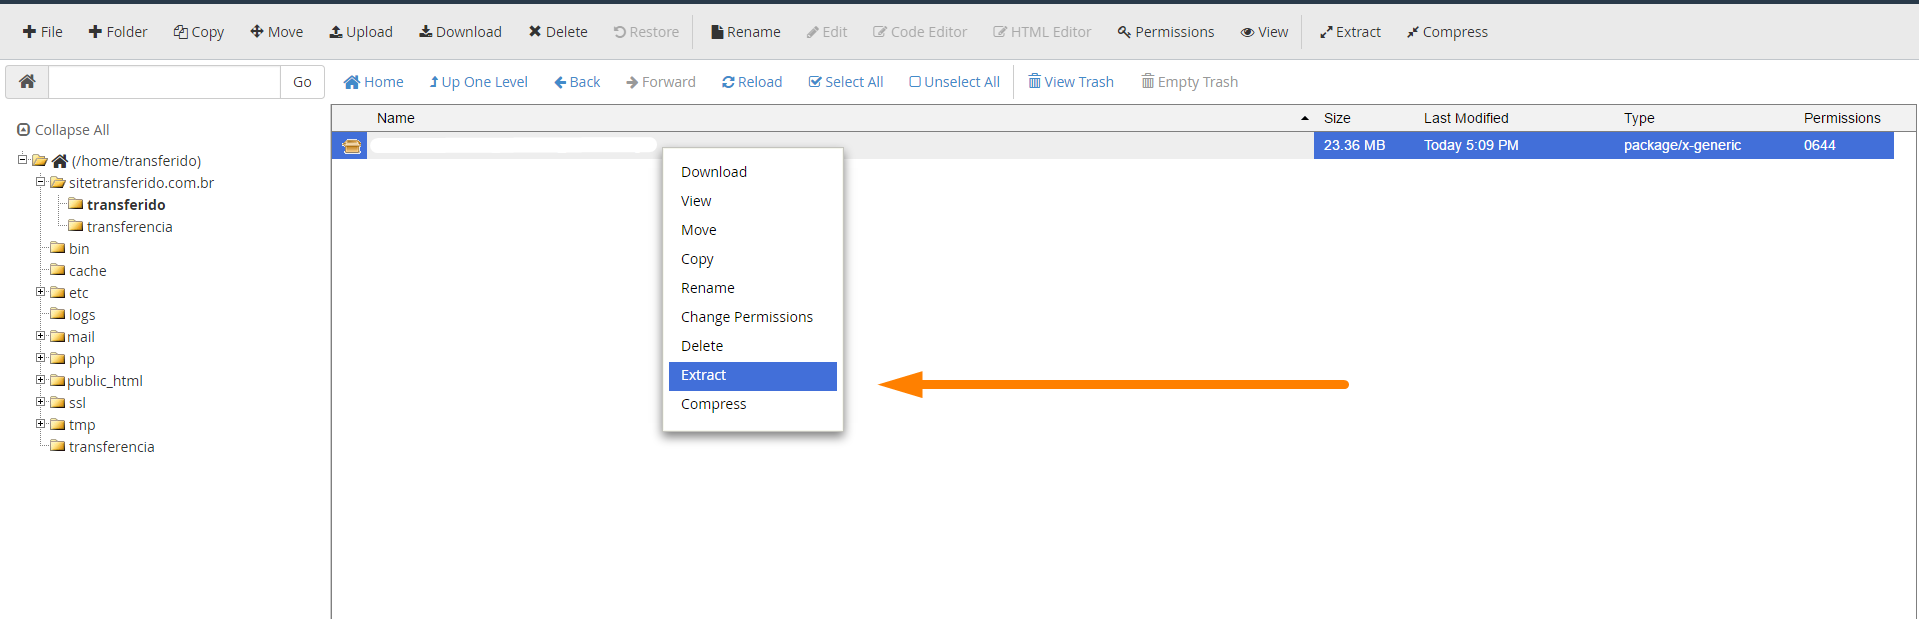 File Folder Copy Move Upload Download Delete Restore Rename Edit Code Editor HTML Editor Permissions View Extract Compress
Go Home Up One Level Back Forward Reload Select All Unselect All View Trash Empty Trash
Collapse All
(/home/transferido)
sitetransferido.com.br
transferido
transferencia
bin
cache
etc
logs
mail
php
public_html
ssl
tmp
transferencia
Name Size Last Modified Type Permissions
23.36 MB Today 5:09 PM package/x-generic 0644
Download
View
Move
Copy
Rename
Change Permissions
Delete
Extract
Compress